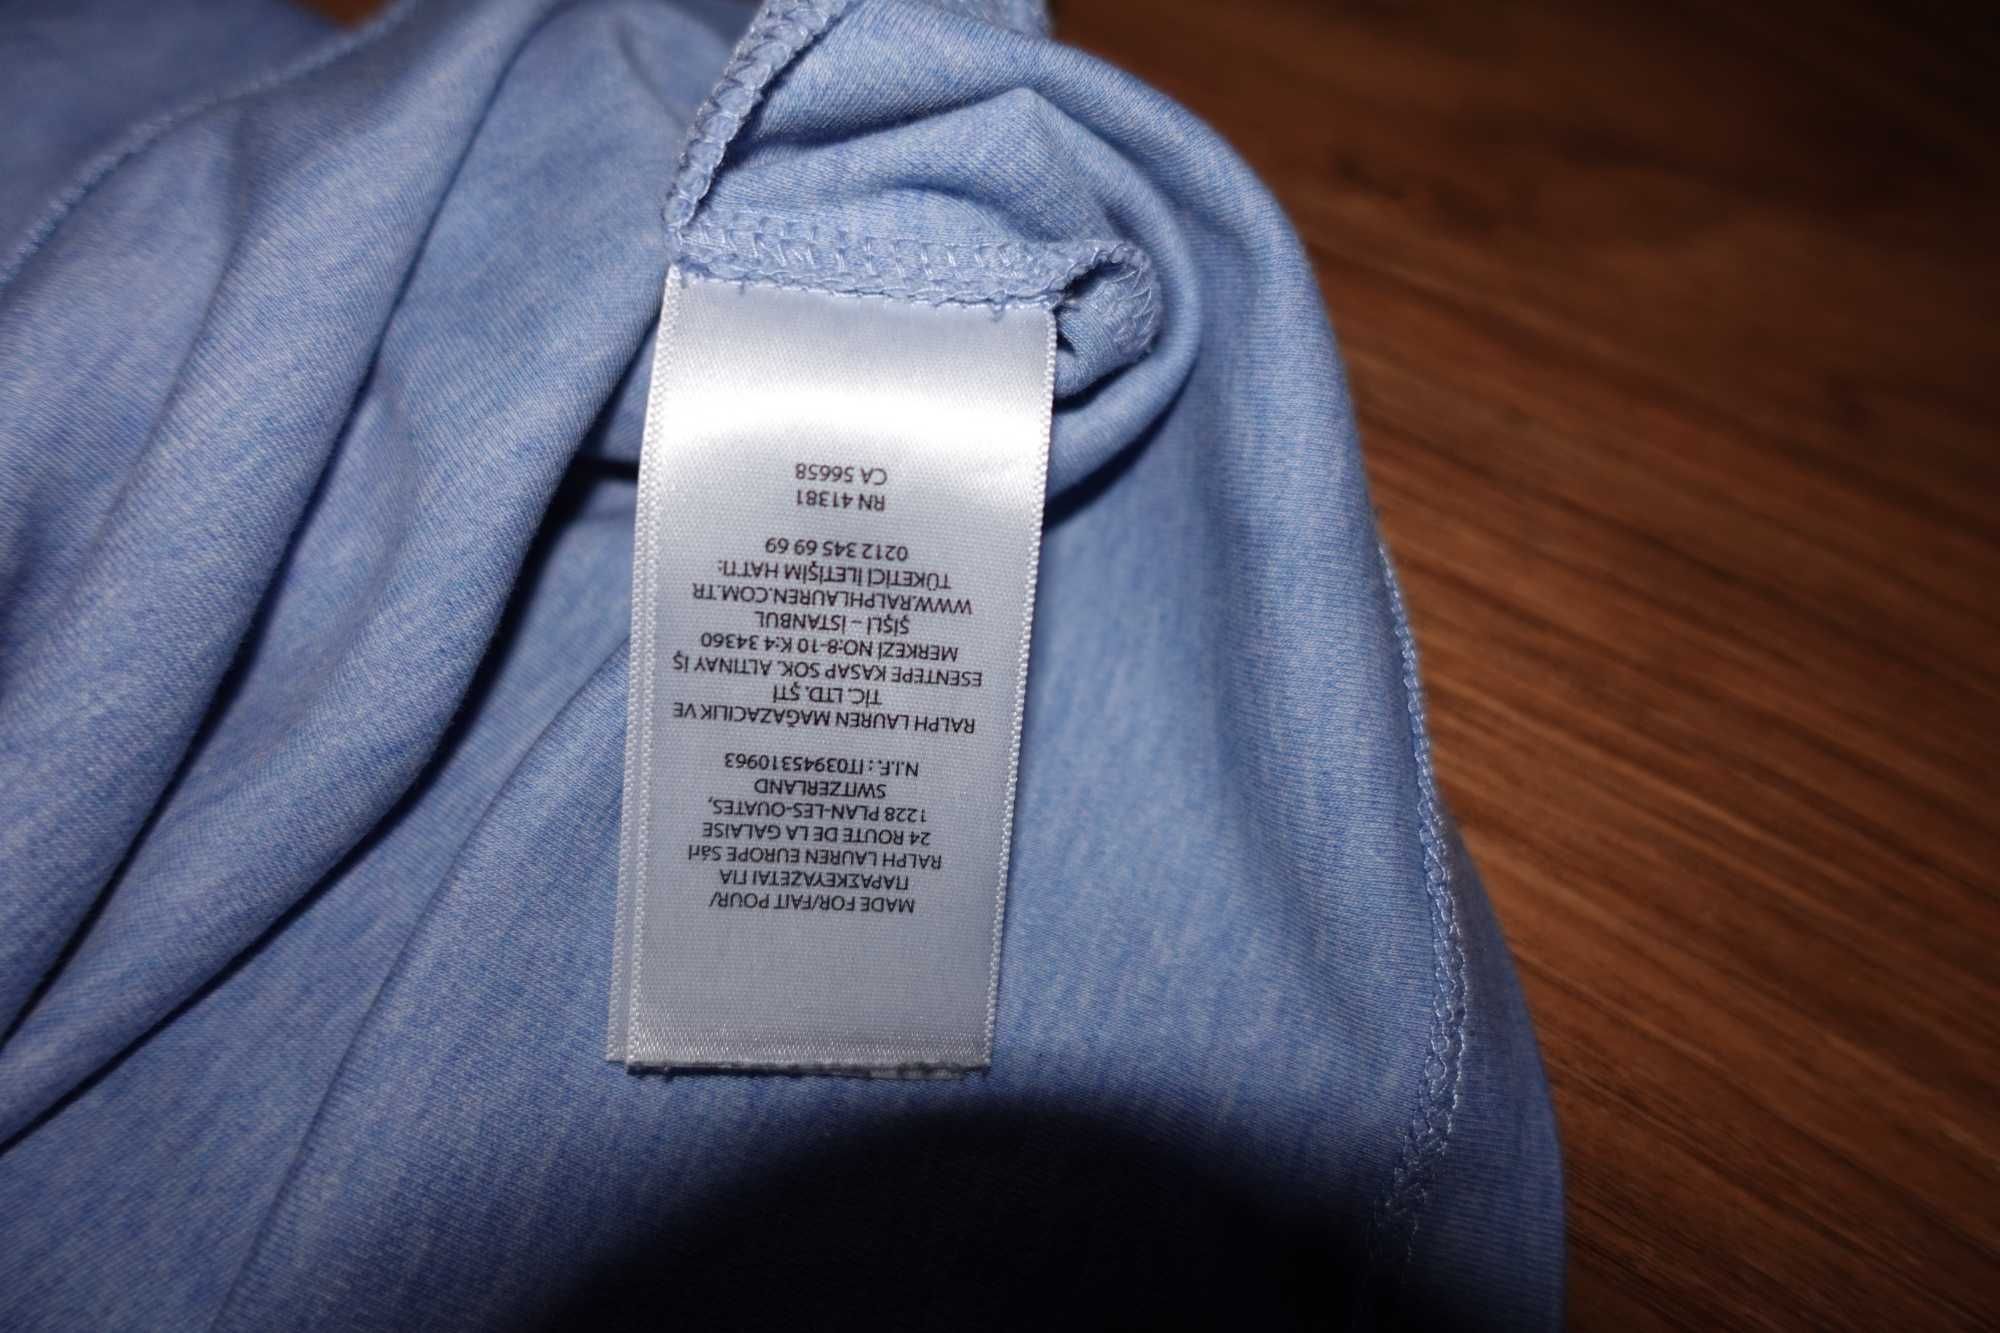 MADE FOR/FAIT POUR/
ΠΑΡΑΣΚΕΥΑΖΕΤΑΙ ΓΙΑ
RALPH LAUREN EUROPE Sárl
24 ROUTE DE LA GALAISE
1228 PLAN-LES-OUATES,
SWITZERLAND
N.I.F. : IT03945310963
RALPH LAUREN MAĞAZACILIK VE
TİC. LTD. ŞTİ
ESENTEPE KASAP SOK. ALTINAY İŞ
MERKEZİ NO:8-10 K:4 34360
ŞİŞLİ – İSTANBUL
WWW.RALPHLAUREN.COM.TR
TÜKETİCİ İLETİŞİM HATTI:
0212 345 69 69
RN 41381
CA 56658